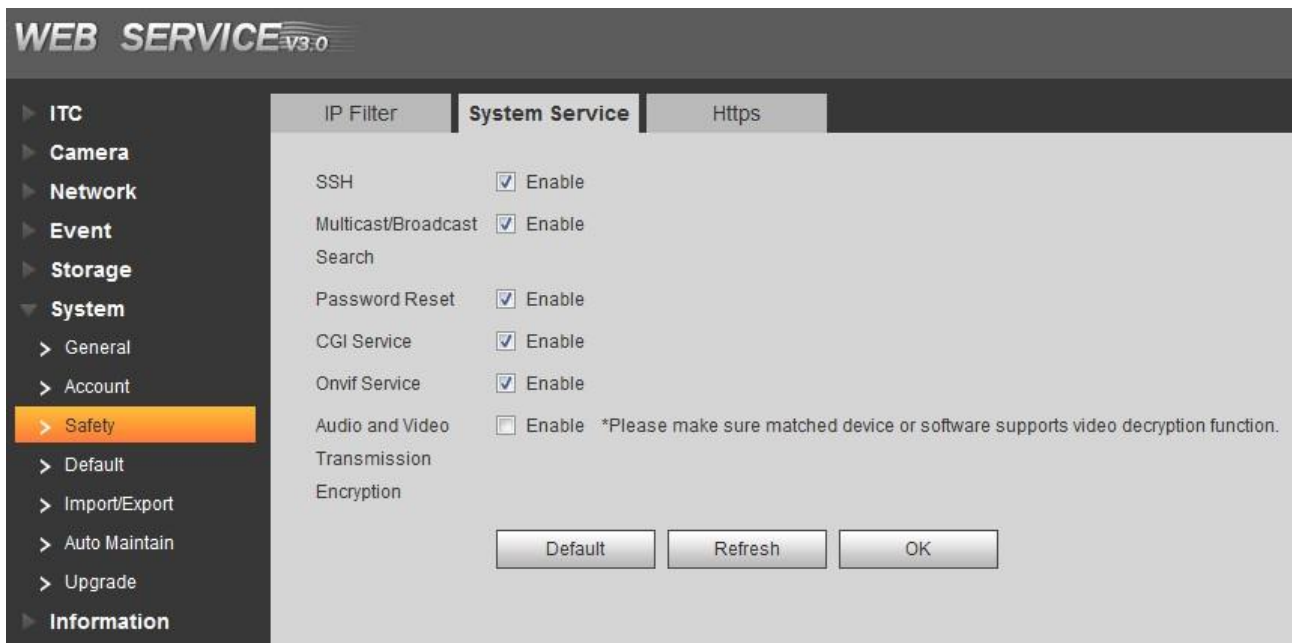 WEB SERVICE V3.0
ITC
Camera
Network
Event
Storage
System
General
Account
Safety
Default
Import/Export
Auto Maintain
Upgrade
Information
IP Filter
System Service
Https
SSH Enable
Multicast/Broadcast Enable
Search
Password Reset Enable
CGI Service Enable
Onvif Service Enable
Audio and Video Enable *Please make sure matched device or software supports video decryption function.
Transmission
Encryption
Default
Refresh
OK